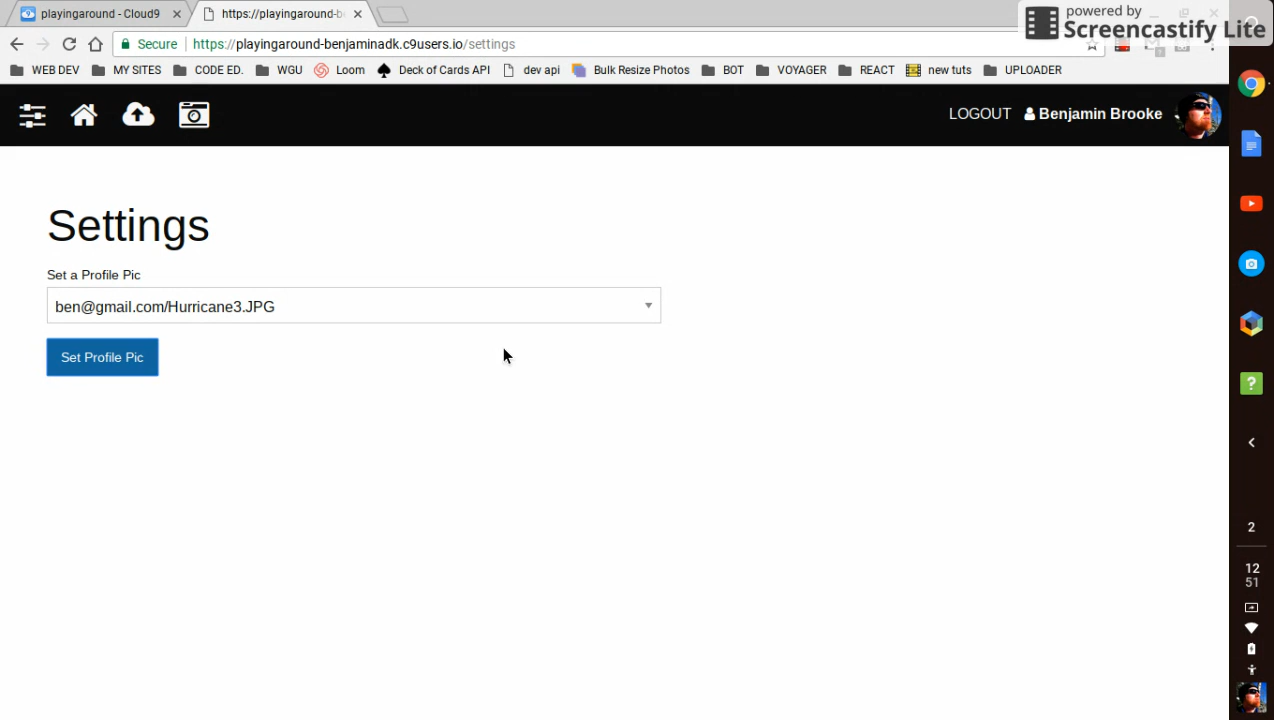 playingaround - Cloud9
https://playingaround-b
powered by
Screencastify Lite
Secure
https://playingaround-benjaminadk.c9users.io/settings
WEB DEV
MY SITES
CODE ED.
WGU
Loom
Deck of Cards API
dev api
Bulk Resize Photos
BOT
VOYAGER
REACT
new tuts
UPLOADER
LOGOUT
Benjamin Brooke
Settings
Set a Profile Pic
ben@gmail.com/Hurricane3.JPG
Set Profile Pic
?
2
12
51